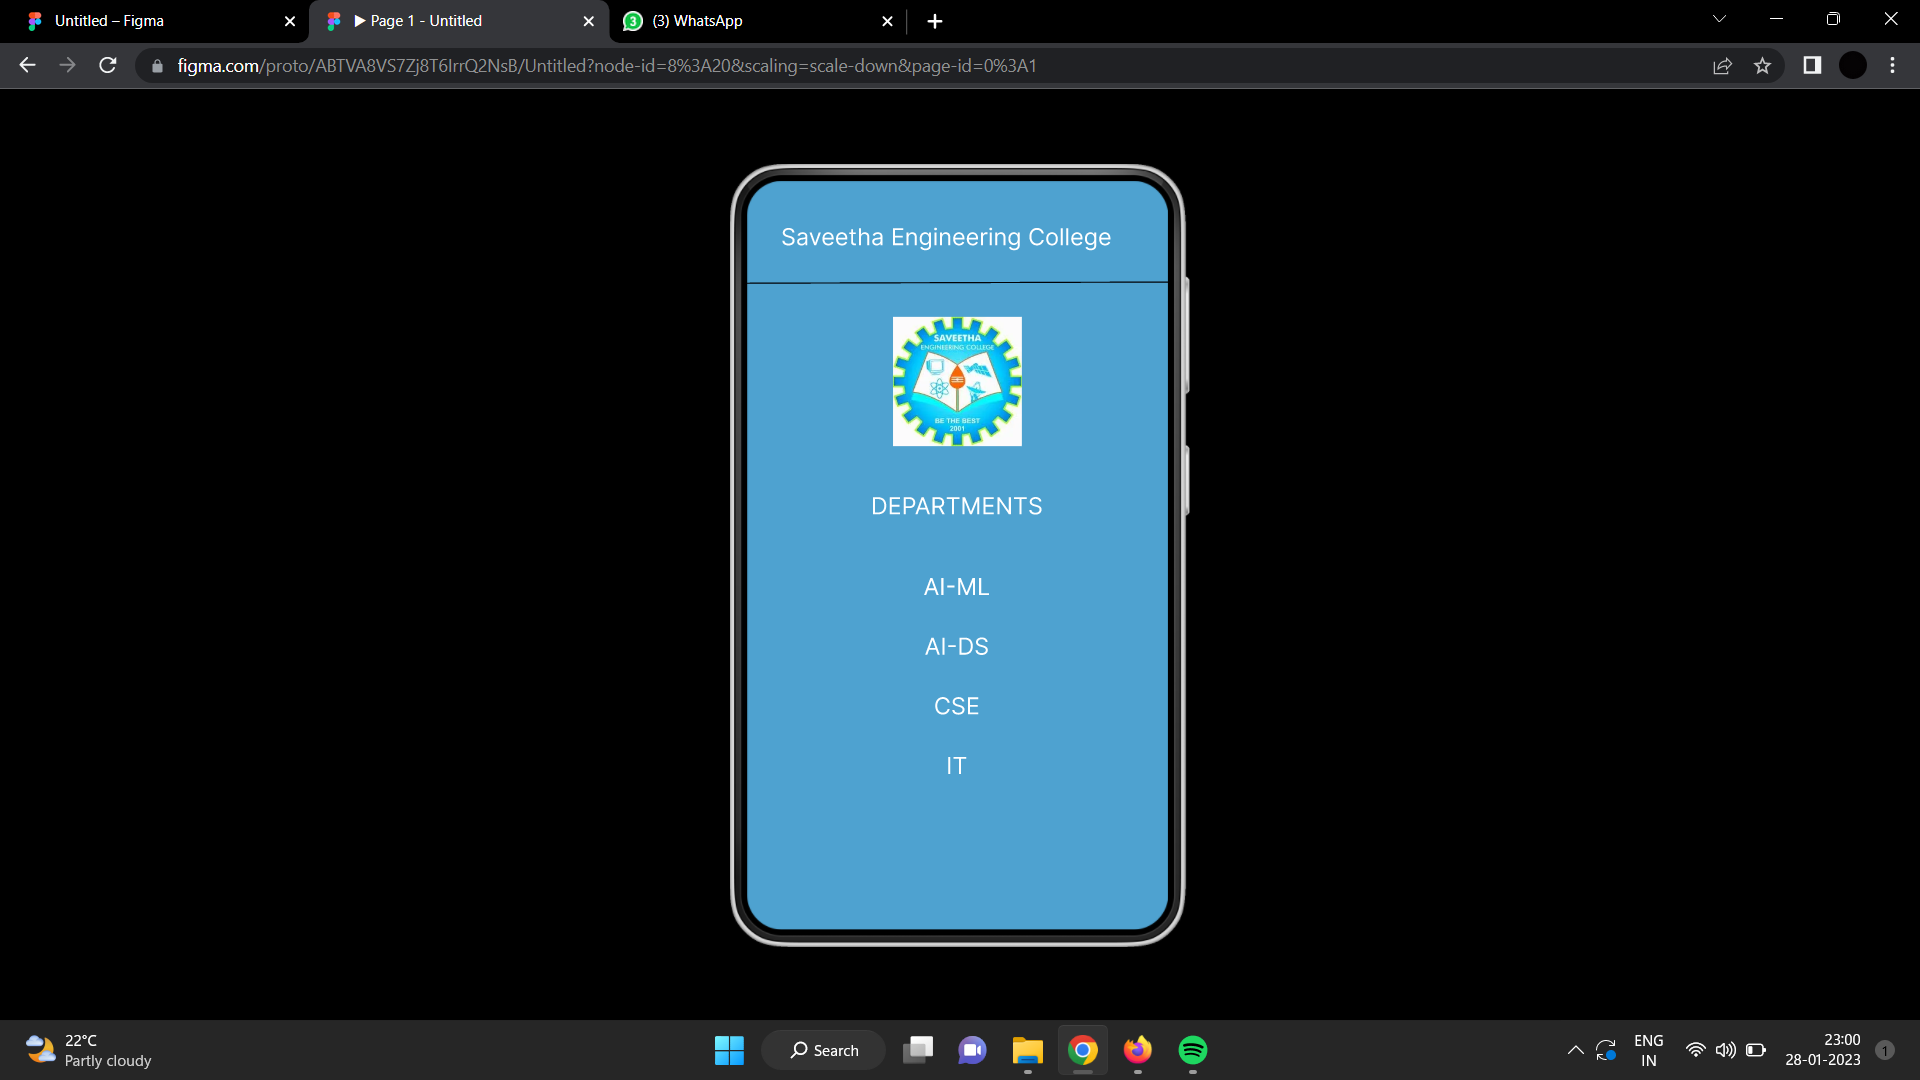 Untitled – Figma
▶ Page 1 - Untitled
3
(3) WhatsApp
figma.com/proto/ABTVA8VS7Zj8T6IrrQ2NsB/Untitled?node-id=8%3A20&scaling=scale-down&page-id=0%3A1
Saveetha Engineering College
SAVEETHA
ENGINEERING COLLEGE
BE THE BEST
2001
DEPARTMENTS
AI-ML
AI-DS
CSE
IT
22°C
Partly cloudy
Search
ENG
IN
23:00
28-01-2023
1